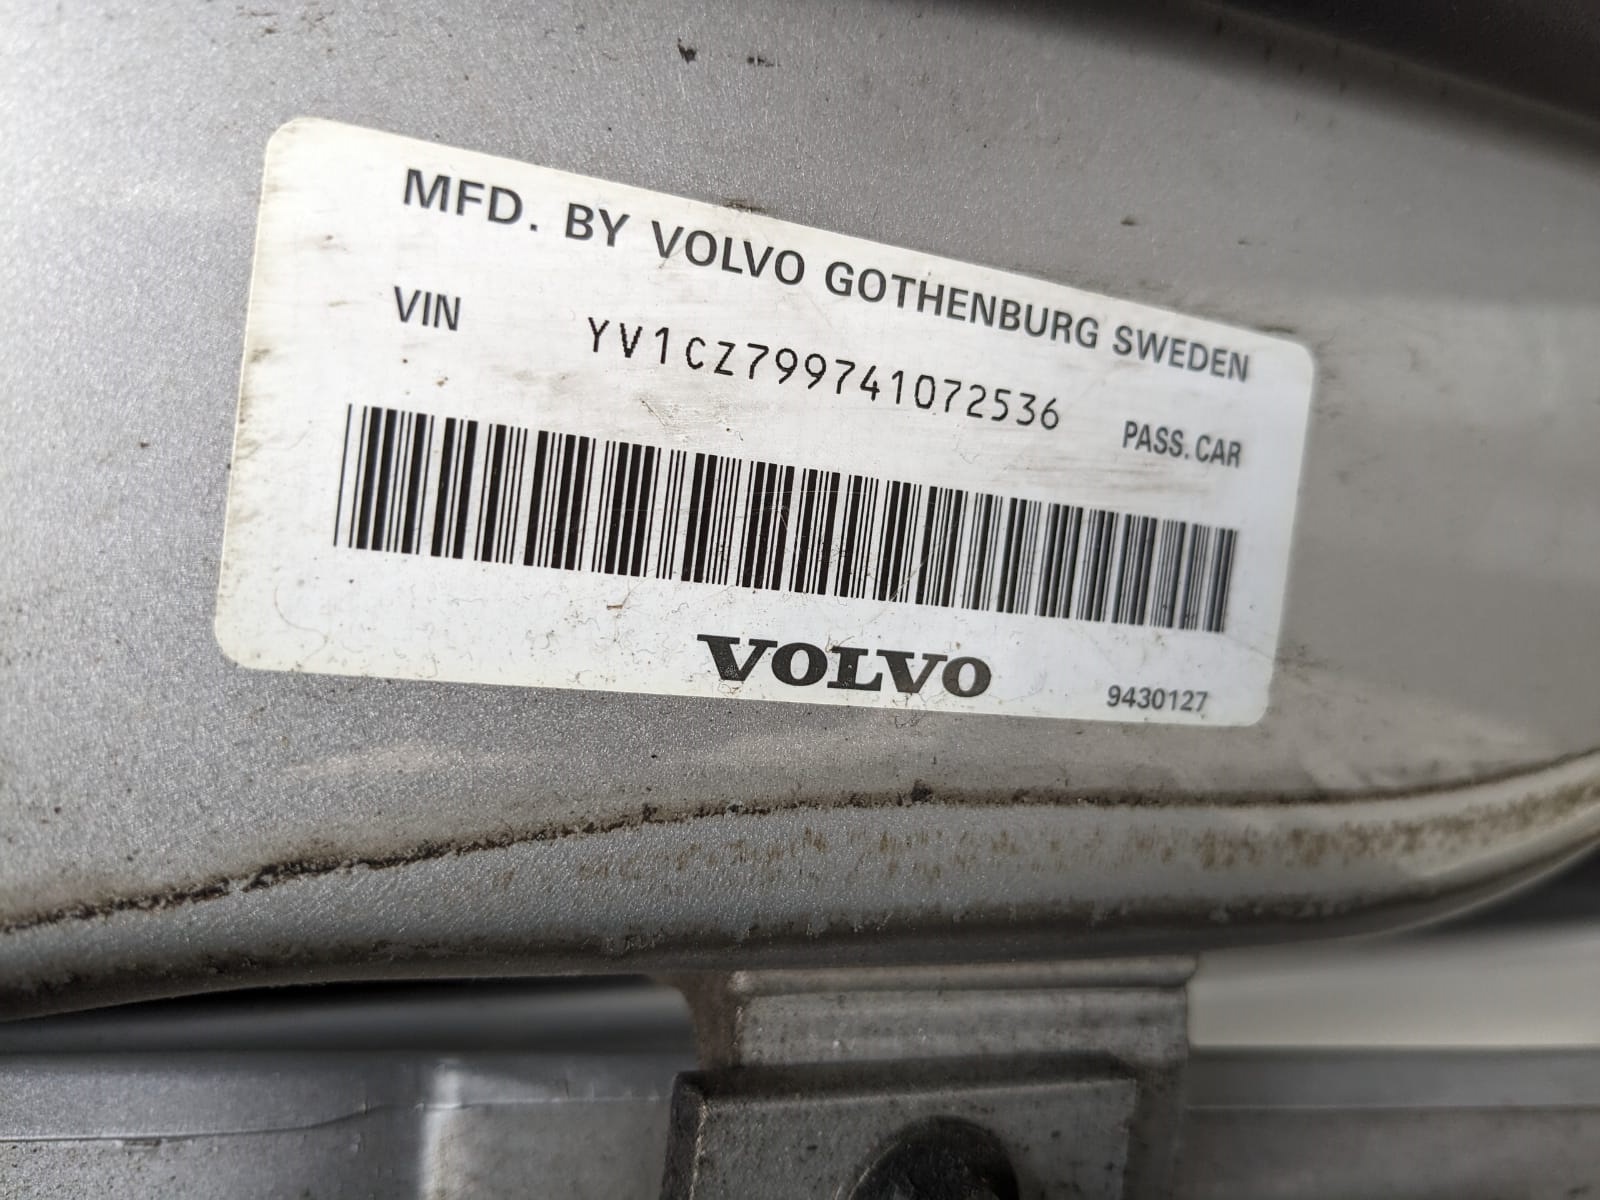 MFD. BY VOLVO GOTHENBURG SWEDEN
VIN YV1CZ799741072536 PASS. CAR
VOLVO
9430127